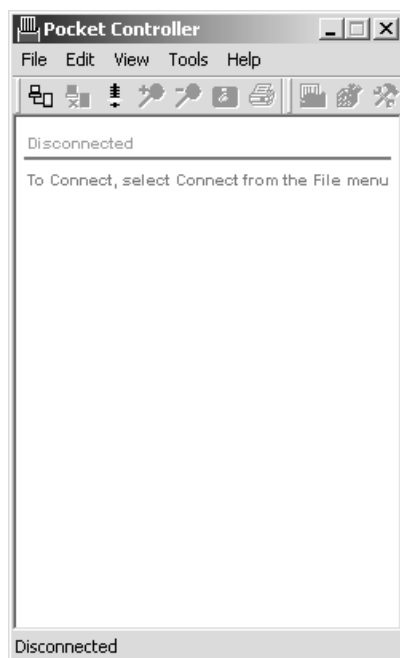 Pocket Controller
File Edit View Tools Help
Disconnected
To Connect, select Connect from the File menu
Disconnected